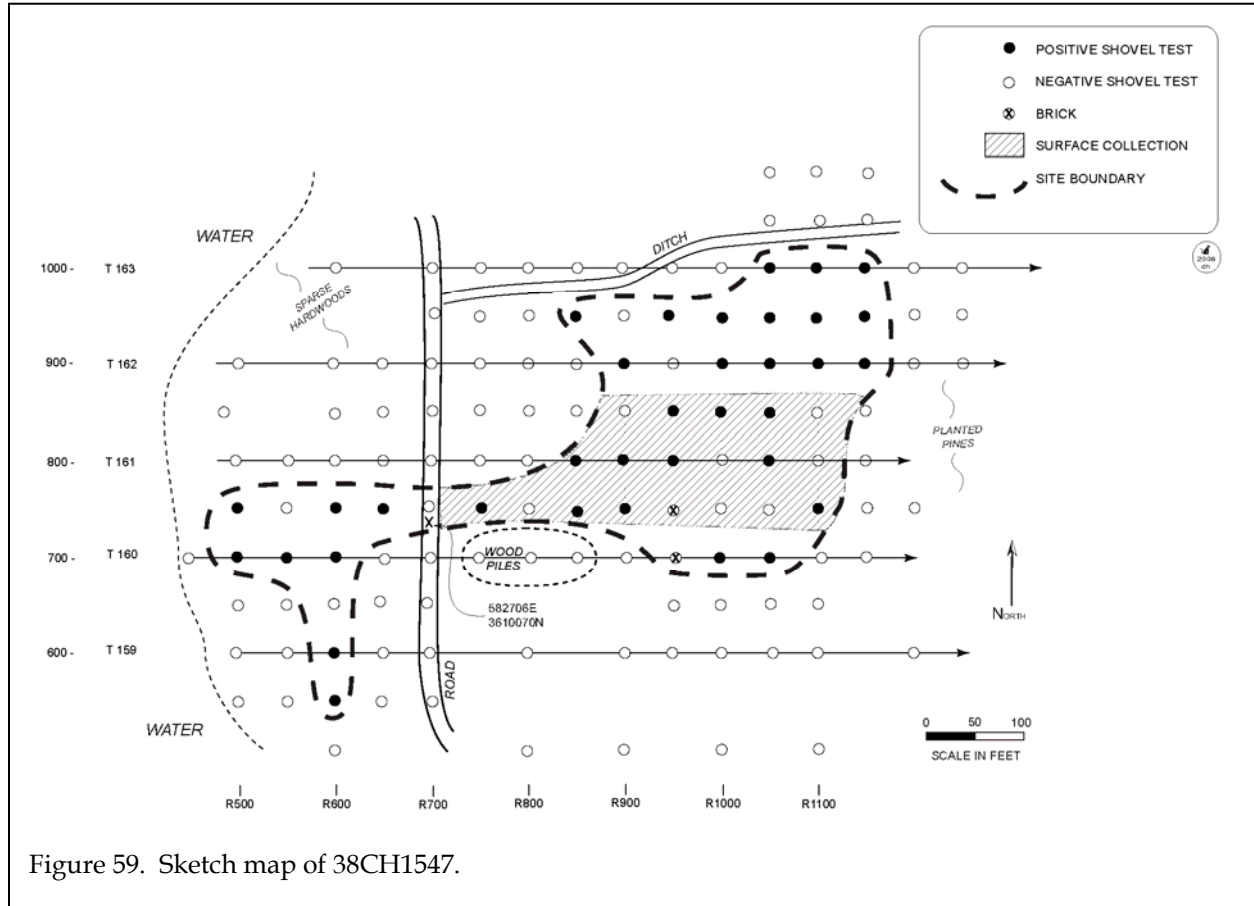 POSITIVE SHOVEL TEST
NEGATIVE SHOVEL TEST
X BRICK
SURFACE COLLECTION
SITE BOUNDARY
2006
dh
WATER
DITCH
1000 - T 163
SPARSE
HARDWOODS
900 - T 162
PLANTED
PINES
800 - T 161
X
X
700 - T 160
WOOD
PILES
X
582706E
3610070N
NORTH
600 - T 159
ROAD
WATER
0 50 100
SCALE IN FEET
R500 R600 R700 R800 R900 R1000 R1100
Figure 59. Sketch map of 38CH1547.